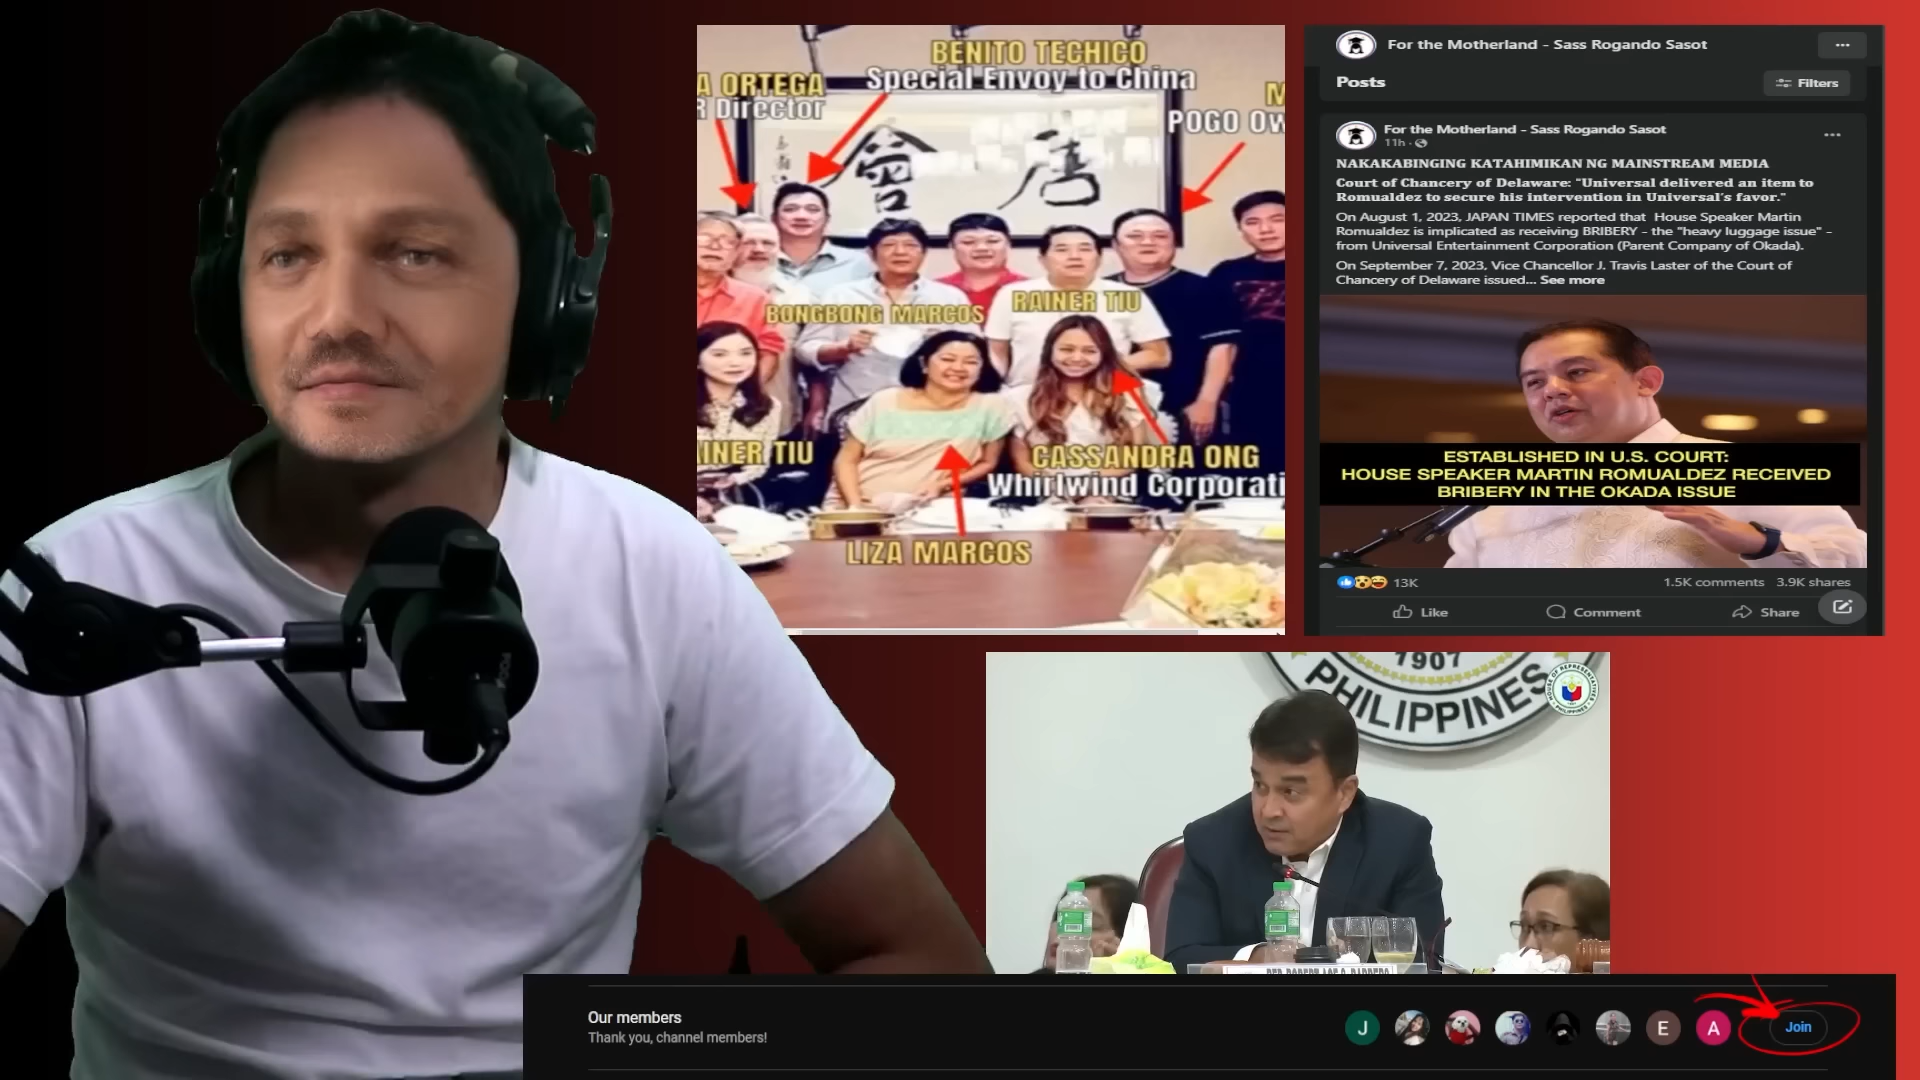 BENITO TECHICO
Special Envoy to China
A ORTEGA
R Director
M
POGO Ow
BONGBONG MARCOS
RAINER TIU
INER TIU
CASSANDRA ONG
Whirlwind Corporati
LIZA MARCOS
For the Motherland - Sass Rogando Sasot
Posts
Filters
For the Motherland - Sass Rogando Sasot
11h
NAKAKABINGING KATAHIMIKAN NG MAINSTREAM MEDIA
Court of Chancery of Delaware: "Universal delivered an item to
Romualdez to secure his intervention in Universal's favor."
On August 1, 2023, JAPAN TIMES reported that House Speaker Martin
Romualdez is implicated as receiving BRIBERY - the "heavy luggage issue" -
from Universal Entertainment Corporation (Parent Company of Okada).
On September 7, 2023, Vice Chancellor J. Travis Laster of the Court of
Chancery of Delaware issued... See more
ESTABLISHED IN U.S. COURT:
HOUSE SPEAKER MARTIN ROMUALDEZ RECEIVED
BRIBERY IN THE OKADA ISSUE
13K
1.5K comments 3.9K shares
Like
Comment
Share
1907
PHILIPPINES
HOUSE OF REPRESENTATIVES
PHILIPPINES
Our members
Thank you, channel members!
J
E
A
Join